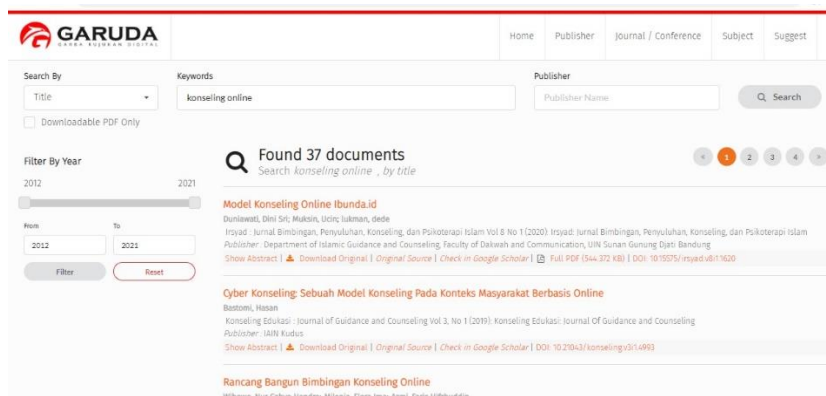 GARUDA
GARBA RUJUKAN DIGITAL
Home Publisher Journal / Conference Subject Suggest
Search By Keywords Publisher
Title konseling online Publisher Name Search
Downloadable PDF Only
Filter By Year
2012 2021
From To
2012 2021
Filter Reset
Found 37 documents
Search konseling online , by title
« 1 2 3 4 »
Model Konseling Online Ibunda.id
Duniawati, Dini Sri; Muksin, Ucin; lukman, dede
Irsyad : Jurnal Bimbingan, Penyuluhan, Konseling, dan Psikoterapi Islam Vol 8 No 1 (2020): Irsyad: Jurnal Bimbingan, Penyuluhan, Konseling, dan Psikoterapi Islam
Publisher : Department of Islamic Guidance and Counseling, Faculty of Dakwah and Communication, UIN Sunan Gunung Djati Bandung
Show Abstract | Download Original | Original Source | Check in Google Scholar | Full PDF (544.372 KB) | DOI: 10.15575/irsyad.v8i1.1620
Cyber Konseling: Sebuah Model Konseling Pada Konteks Masyarakat Berbasis Online
Bastomi, Hasan
Konseling Edukasi : Journal of Guidance and Counseling Vol 3, No 1 (2019): Konseling Edukasi: Journal Of Guidance and Counseling
Publisher : IAIN Kudus
Show Abstract | Download Original | Original Source | Check in Google Scholar | DOI: 10.21043/konseling.v3i1.4993
Rancang Bangun Bimbingan Konseling Online